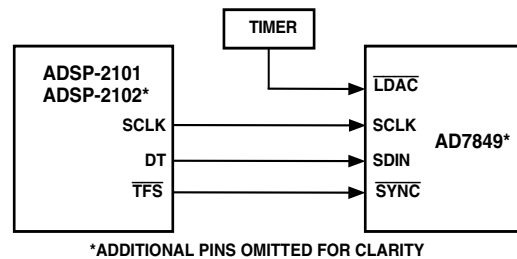 TIMER
ADSP-2101
ADSP-2102*
SCLK
DT
TFS
LDAC
SCLK
SDIN
SYNC
AD7849*
*ADDITIONAL PINS OMITTED FOR CLARITY